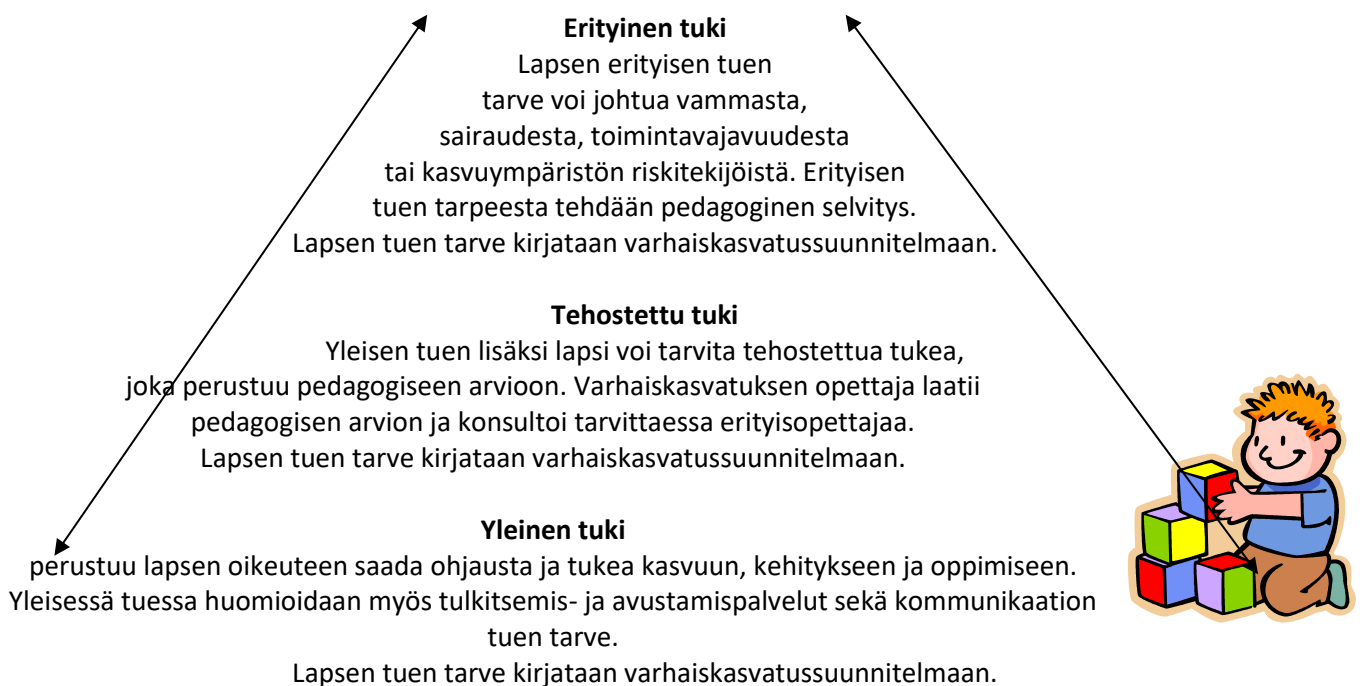 Erityinen tuki
Lapsen erityisen tuen
tarve voi johtua vammasta,
sairaudesta, toimintavajavuudesta
tai kasvuympäristön riskitekijöistä. Erityisen
tuen tarpeesta tehdään pedagoginen selvitys.
Lapsen tuen tarve kirjataan varhaiskasvatussuunnitelmaan.
Tehostettu tuki
Yleisen tuen lisäksi lapsi voi tarvita tehostettua tukea,
joka perustuu pedagogiseen arvioon. Varhaiskasvatuksen opettaja laatii
pedagogisen arvion ja konsultoi tarvittaessa erityisopettajaa.
Lapsen tuen tarve kirjataan varhaiskasvatussuunnitelmaan.
Yleinen tuki
perustuu lapsen oikeuteen saada ohjausta ja tukea kasvuun, kehitykseen ja oppimiseen.
Yleisessä tuessa huomioidaan myös tulkitsemis- ja avustamispalvelut sekä kommunikaation
tuen tarve.
Lapsen tuen tarve kirjataan varhaiskasvatussuunnitelmaan.